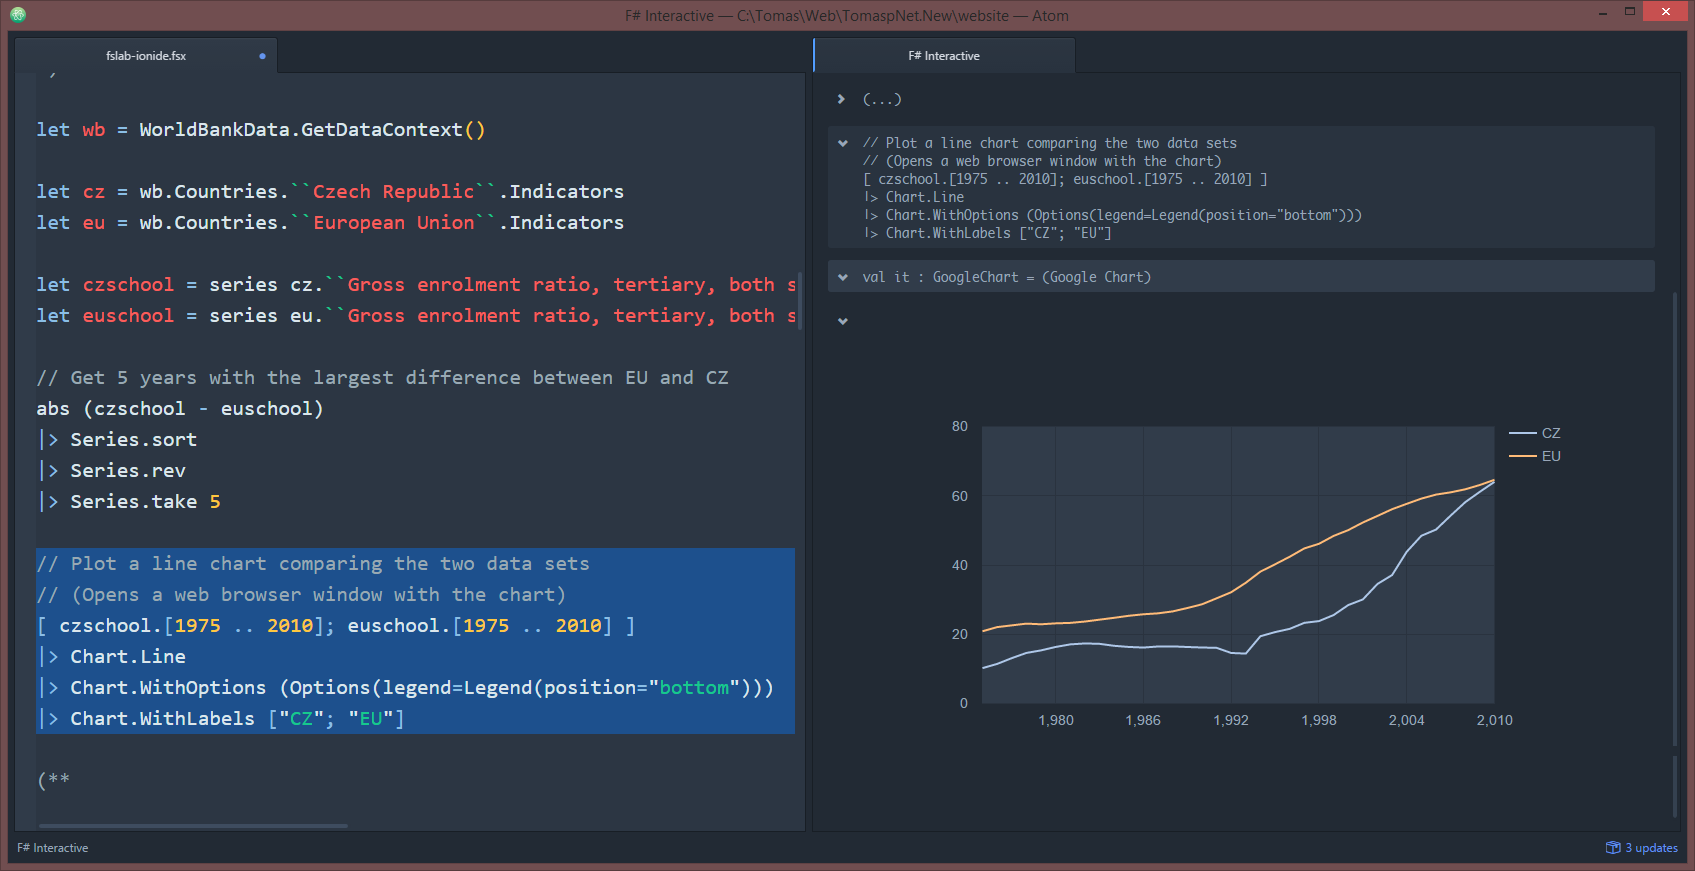 F# Interactive — C:\Tomas\Web\TomaspNet.New\website — Atom
fslab-ionide.fsx
let wb = WorldBankData.GetDataContext()
let cz = wb.Countries.``Czech Republic``.Indicators
let eu = wb.Countries.``European Union``.Indicators
let czschool = series cz.``Gross enrolment ratio, tertiary, both s
let euschool = series eu.``Gross enrolment ratio, tertiary, both s
// Get 5 years with the largest difference between EU and CZ
abs (czschool - euschool)
|> Series.sort
|> Series.rev
|> Series.take 5
// Plot a line chart comparing the two data sets
// (Opens a web browser window with the chart)
[ czschool.[1975 .. 2010]; euschool.[1975 .. 2010] ]
|> Chart.Line
|> Chart.WithOptions (Options(legend=Legend(position="bottom")))
|> Chart.WithLabels ["CZ"; "EU"]
(**
F# Interactive
(...)
// Plot a line chart comparing the two data sets
// (Opens a web browser window with the chart)
[ czschool.[1975 .. 2010]; euschool.[1975 .. 2010] ]
|> Chart.Line
|> Chart.WithOptions (Options(legend=Legend(position="bottom")))
|> Chart.WithLabels ["CZ"; "EU"]
val it : GoogleChart = (Google Chart)
80
60
40
20
0
1,980 1,986 1,992 1,998 2,004 2,010
CZ
EU
F# Interactive
3 updates